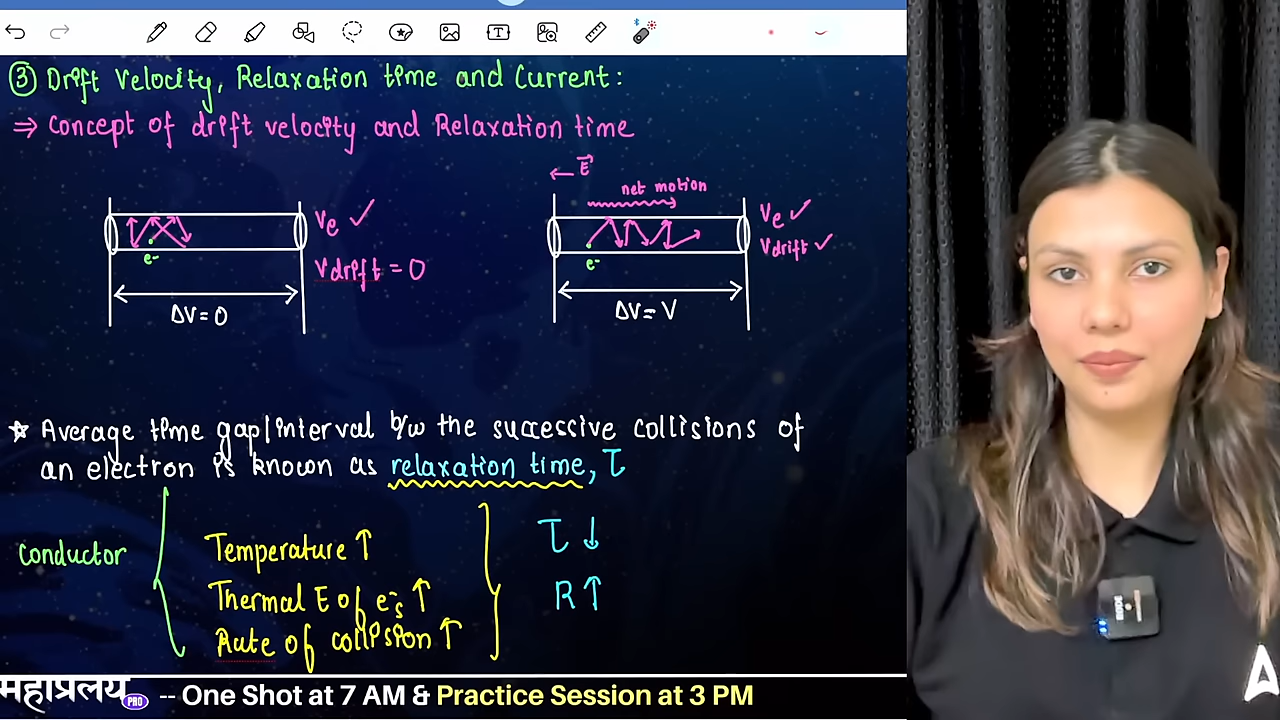 ③ Drift Velocity, Relaxation time and Current:
⇒ Concept of drift velocity and Relaxation time
← E⃗
net motion
Ve ✓
Vdrift = 0
e⁻
ΔV = 0
Ve ✓
Vdrift ✓
e⁻
ΔV = V
☆ Average time gap/interval b/w the successive collisions of
an electron is known as relaxation time, τ
Conductor
Temperature ↑
Thermal E of e⁻s ↑
Rate of collision ↑
τ ↓
R ↑
महाप्रलय PRO -- One Shot at 7 AM & Practice Session at 3 PM
RODE